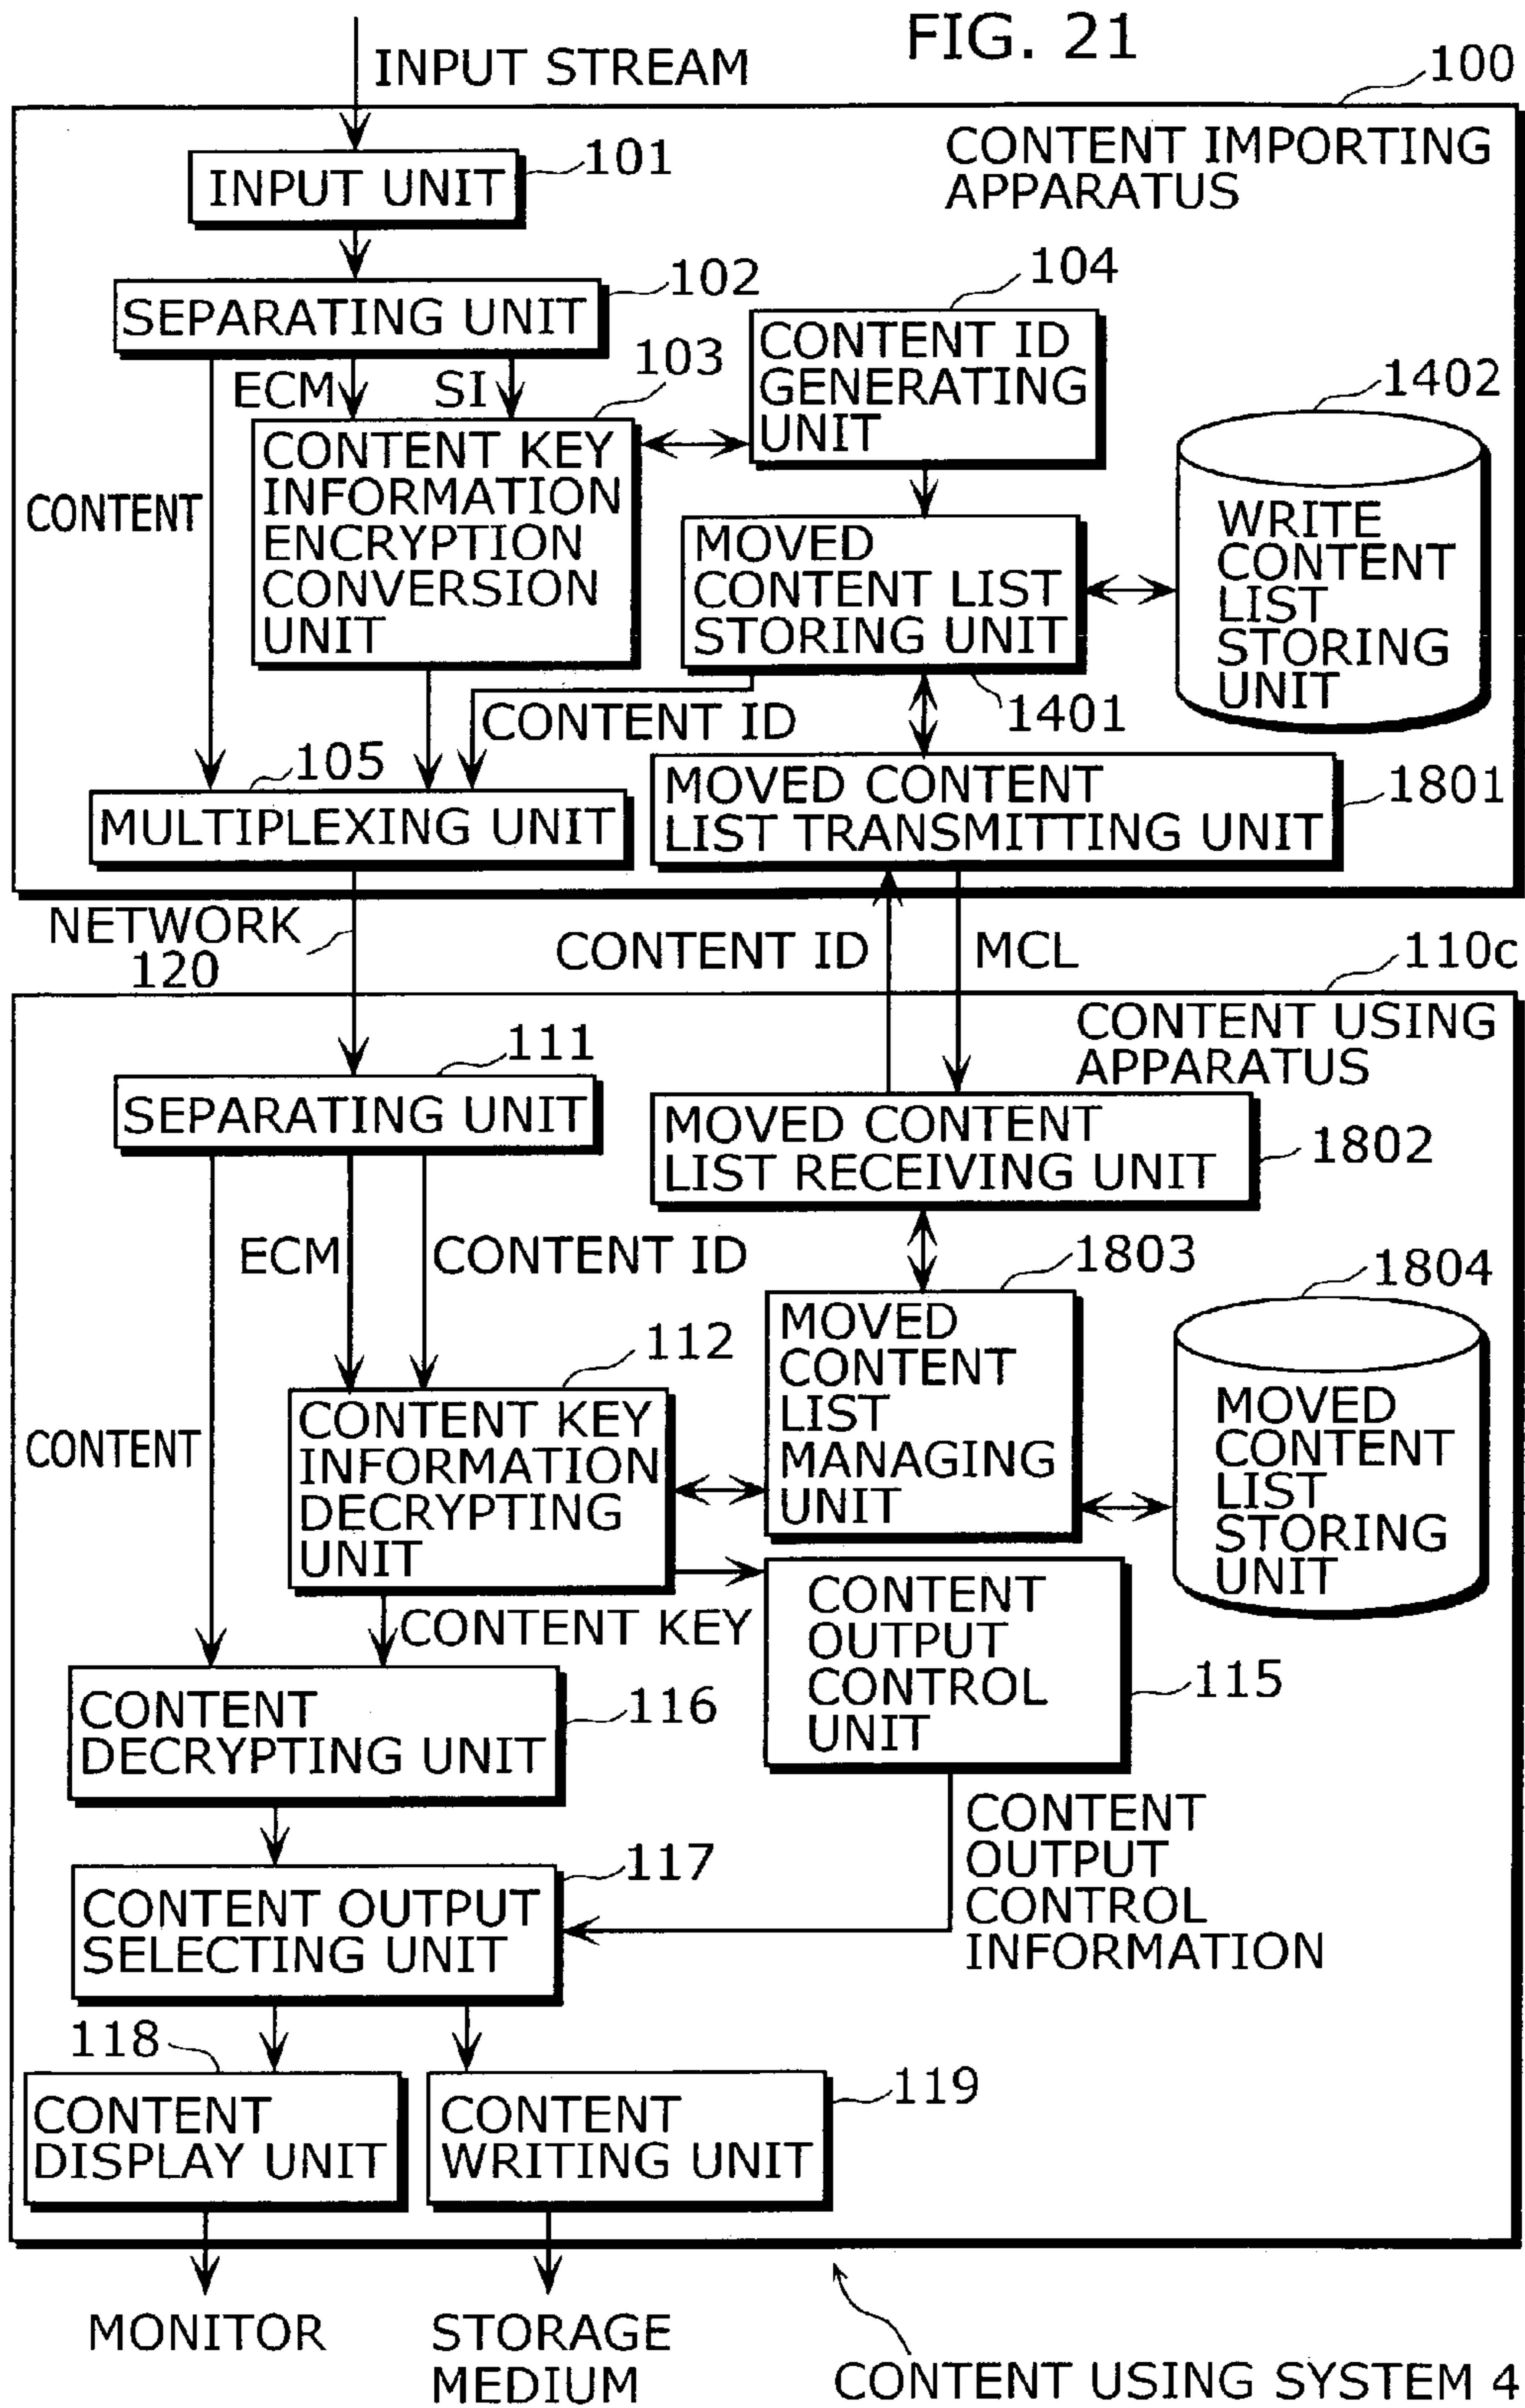 FIG. 21
INPUT STREAM
100
CONTENT IMPORTING
APPARATUS
101
INPUT UNIT
102
SEPARATING UNIT
104
CONTENT ID
GENERATING
UNIT
103
ECM
SI
1402
CONTENT KEY
INFORMATION
ENCRYPTION
CONVERSION
UNIT
CONTENT
MOVED
CONTENT LIST
STORING UNIT
WRITE
CONTENT
LIST
STORING
UNIT
CONTENT ID
1401
105
MULTIPLEXING UNIT
MOVED CONTENT
LIST TRANSMITTING UNIT
1801
NETWORK
120
CONTENT ID
MCL
110c
CONTENT USING
APPARATUS
111
SEPARATING UNIT
MOVED CONTENT
LIST RECEIVING UNIT
1802
ECM
CONTENT ID
1803
1804
112
MOVED
CONTENT
LIST
MANAGING
UNIT
CONTENT
CONTENT KEY
INFORMATION
DECRYPTING
UNIT
MOVED
CONTENT
LIST
STORING
UNIT
CONTENT KEY
CONTENT
OUTPUT
CONTROL
UNIT
115
116
CONTENT
DECRYPTING UNIT
CONTENT
OUTPUT
CONTROL
INFORMATION
117
CONTENT OUTPUT
SELECTING UNIT
118
CONTENT
DISPLAY UNIT
119
CONTENT
WRITING UNIT
MONITOR
STORAGE
MEDIUM
CONTENT USING SYSTEM 4